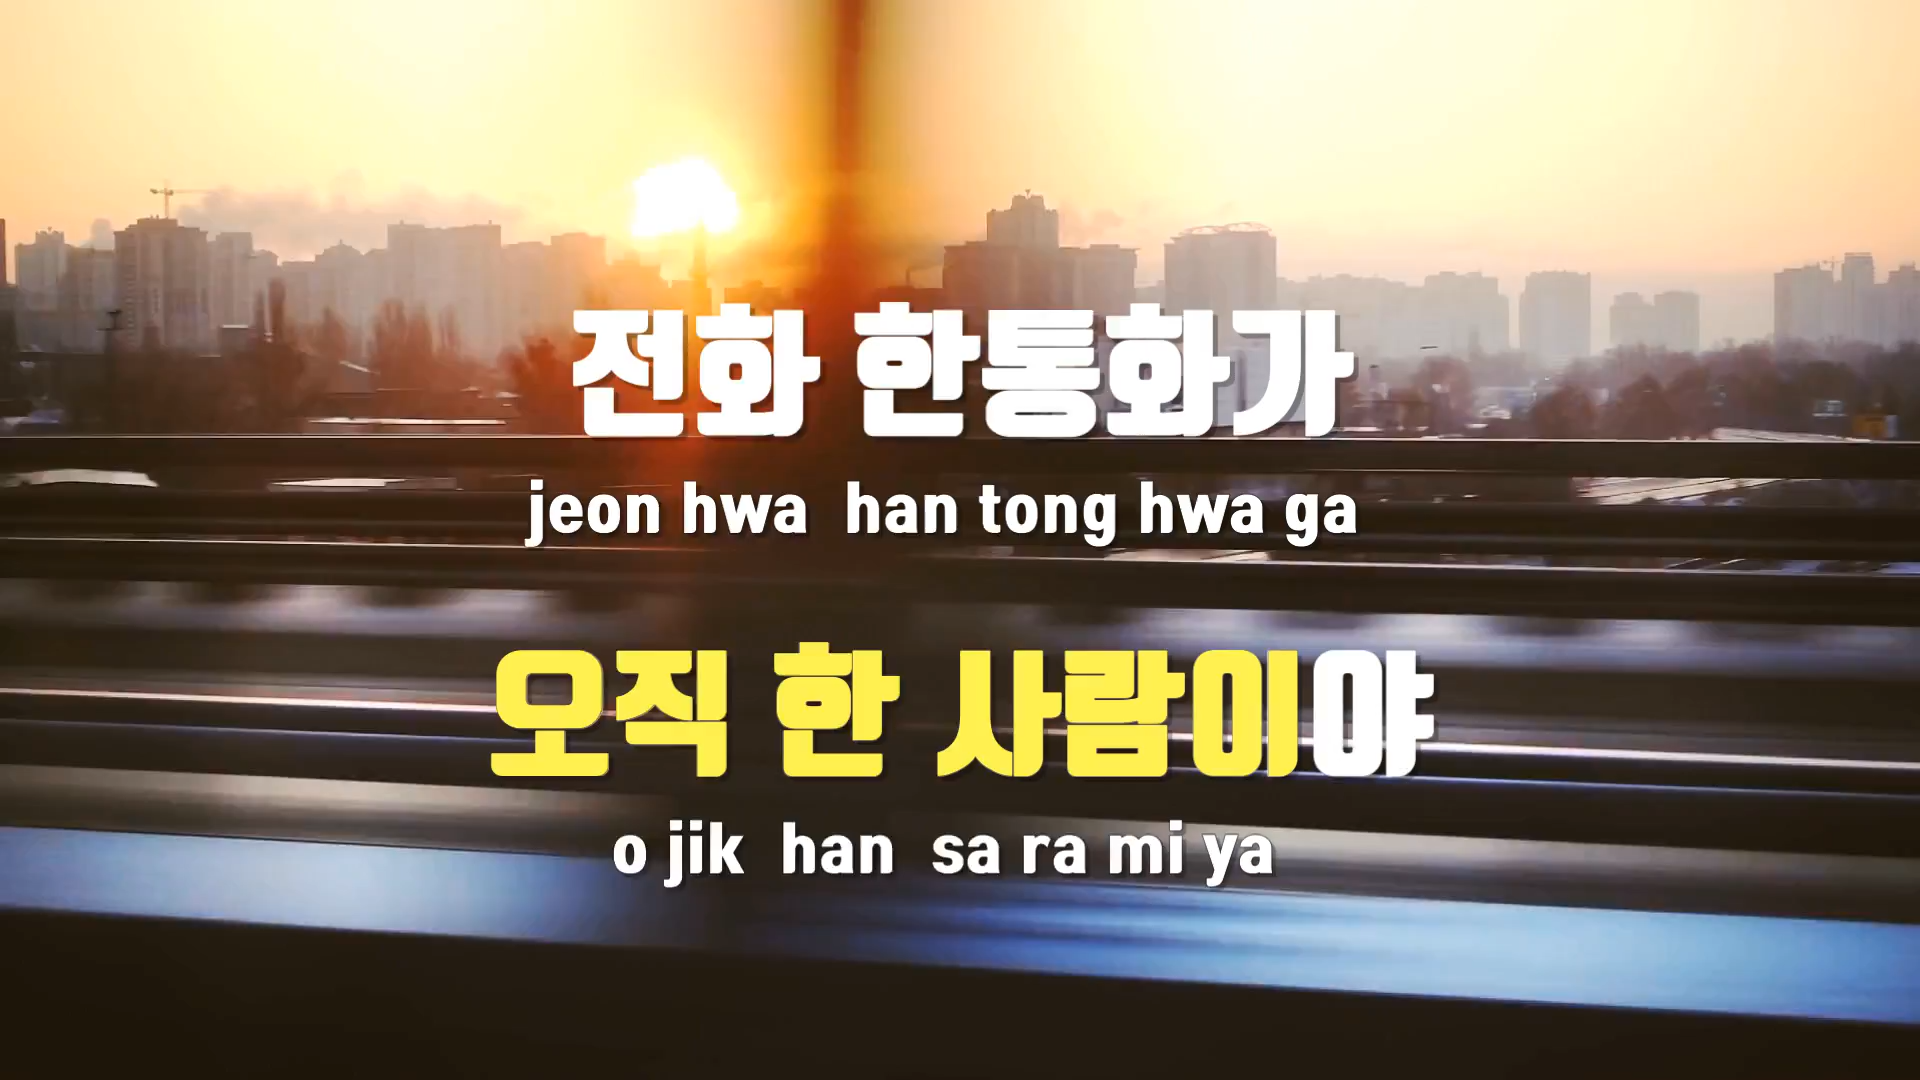 전화 한통화가
jeon hwa han tong hwa ga
오직 한 사람이야
o jik han sa ra mi ya